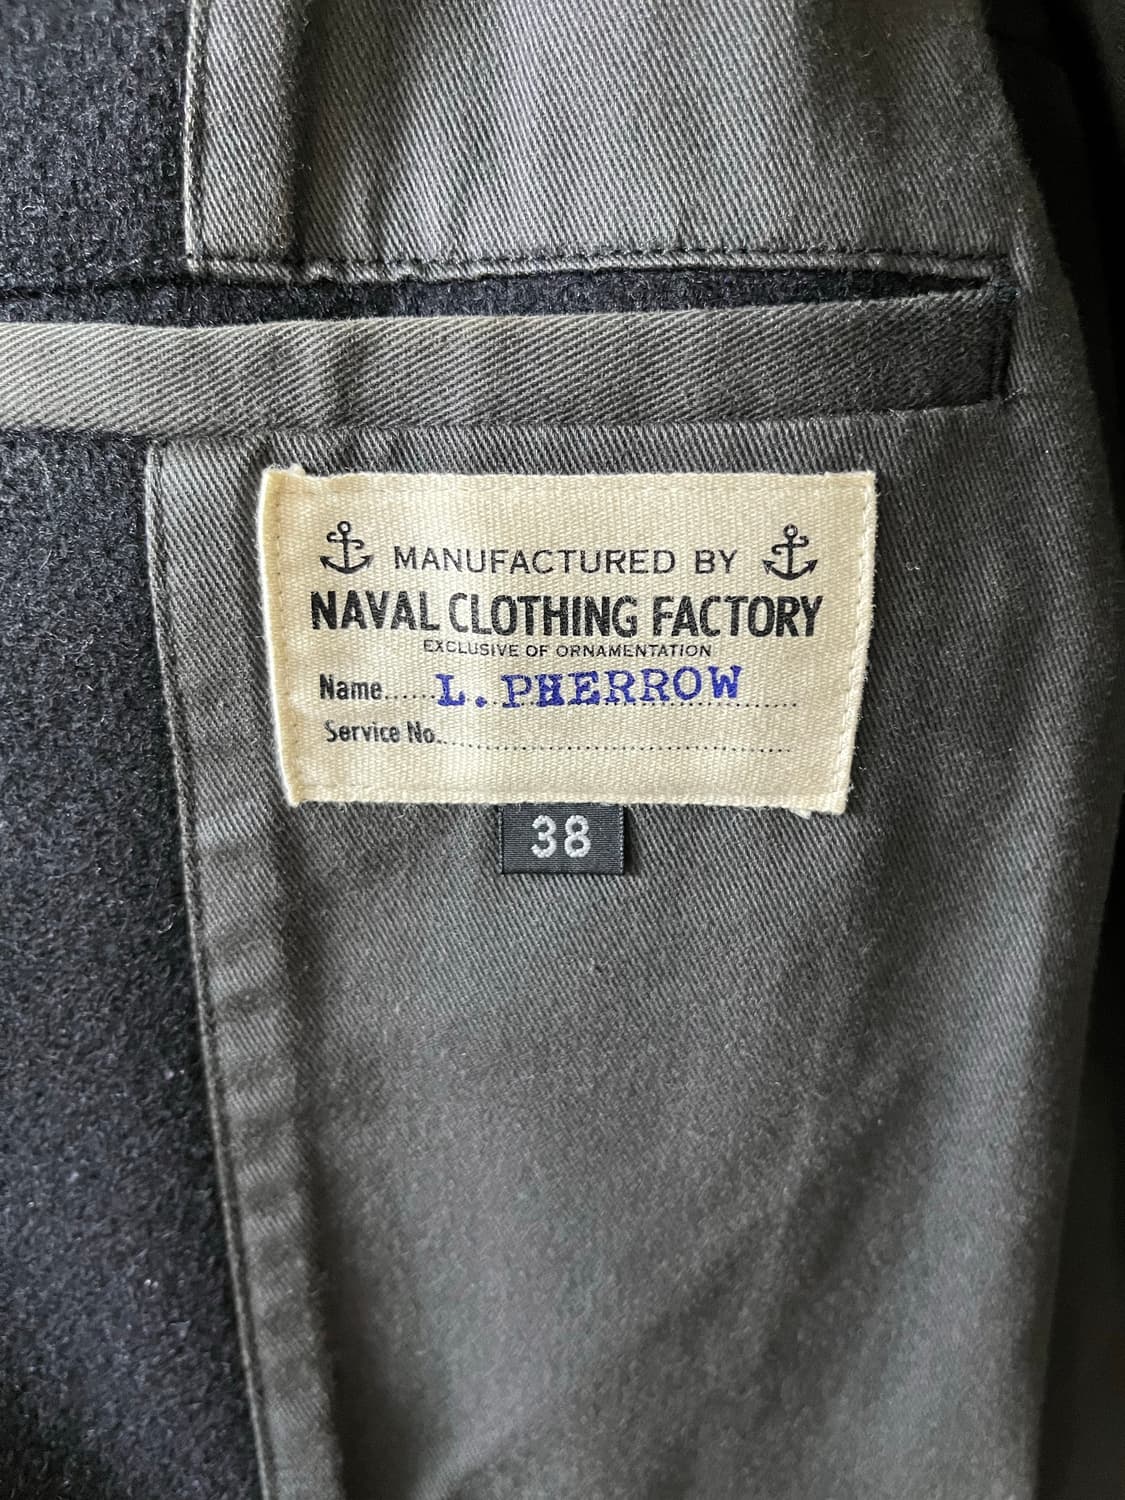 MANUFACTURED BY
NAVAL CLOTHING FACTORY
EXCLUSIVE OF ORNAMENTATION
Name......L. PHERROW
Service No.
38